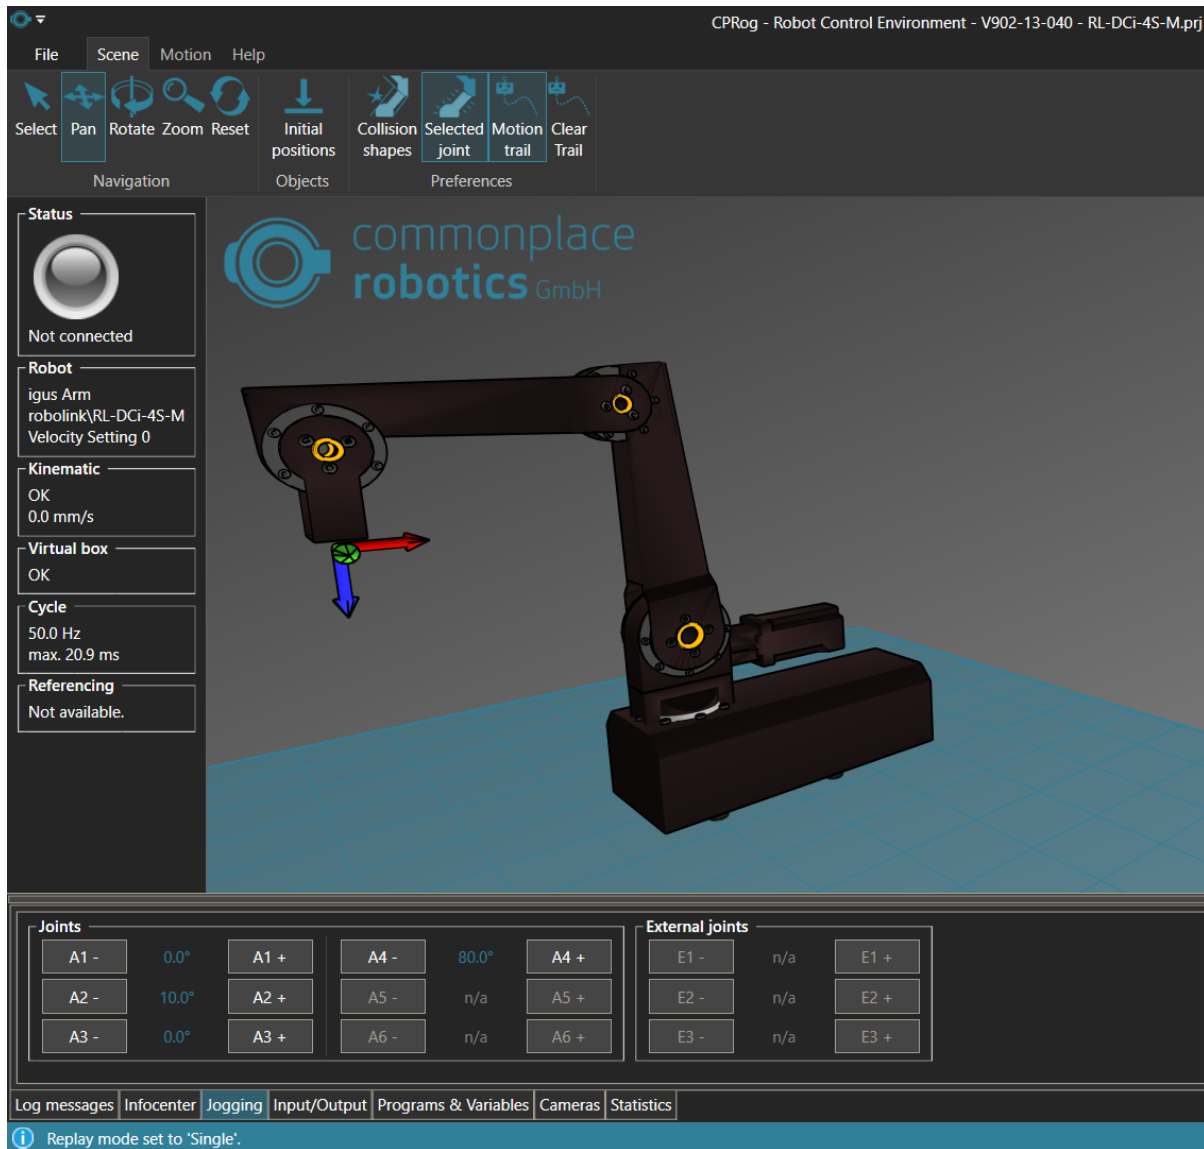 CPRog - Robot Control Environment - V902-13-040 - RL-DCi-4S-M.prj
File Scene Motion Help
Select Pan Rotate Zoom Reset Initial positions Collision shapes Selected joint Motion trail Clear Trail
Navigation Objects Preferences
Status
Not connected
Robot
igus Arm
robolink\RL-DCi-4S-M
Velocity Setting 0
Kinematic
OK
0.0 mm/s
Virtual box
OK
Cycle
50.0 Hz
max. 20.9 ms
Referencing
Not available.
commonplace
robotics GmbH
Joints
A1 - 0.0° A1 + A4 - 80.0° A4 +
A2 - 10.0° A2 + A5 - n/a A5 +
A3 - 0.0° A3 + A6 - n/a A6 +
External joints
E1 - n/a E1 +
E2 - n/a E2 +
E3 - n/a E3 +
Log messages Infocenter Jogging Input/Output Programs & Variables Cameras Statistics
Replay mode set to 'Single'.